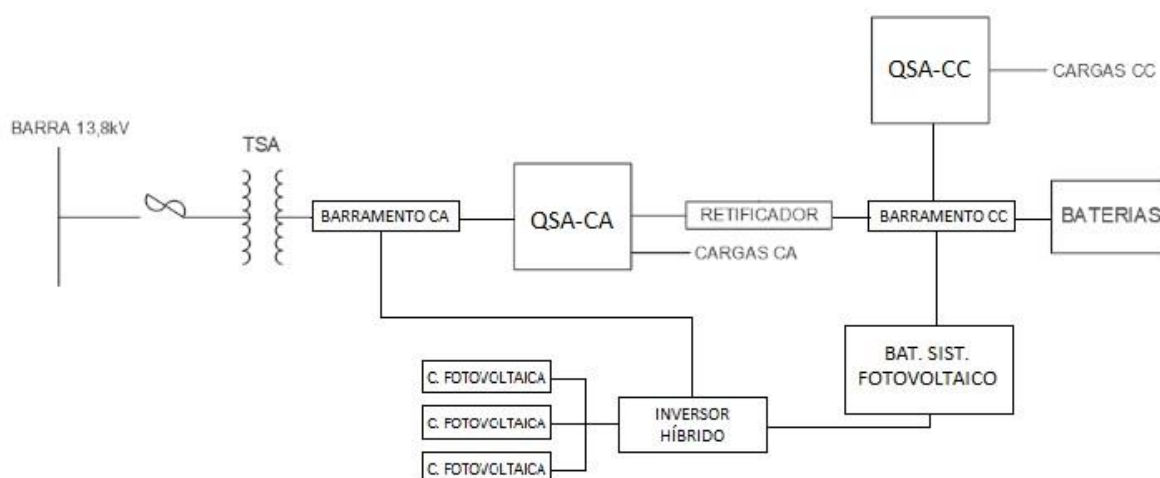 QSA-CC
CARGAS CC
BARRA 13,8kV
TSA
BARRAMENTO CA
QSA-CA
RETIFICADOR
BARRAMENTO CC
BATERIAS
CARGAS CA
BAT. SIST.
FOTOVOLTAICO
C. FOTOVOLTAICA
C. FOTOVOLTAICA
C. FOTOVOLTAICA
INVERSOR
HÍBRIDO